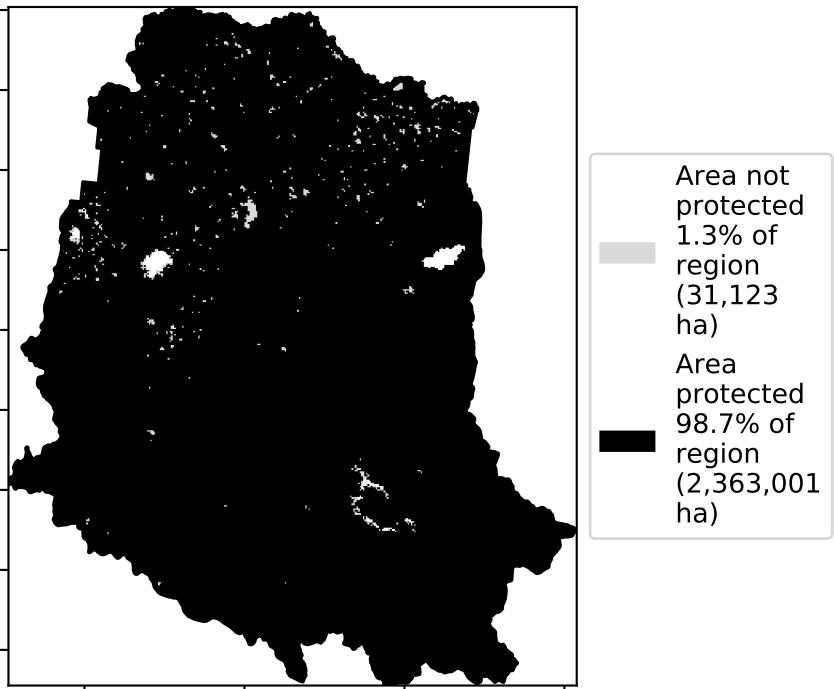 Area not
protected
1.3% of
region
(31,123
ha)
Area
protected
98.7% of
region
(2,363,001
ha)